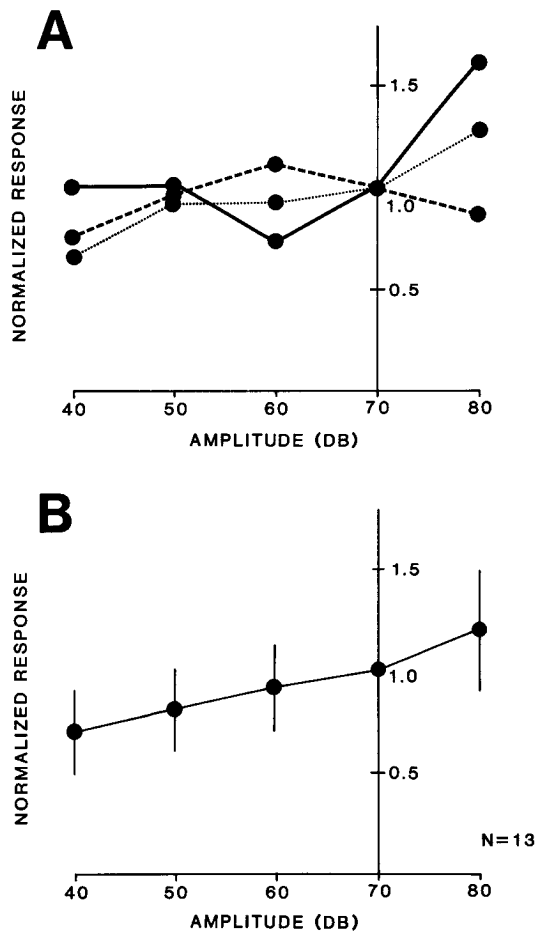 A
NORMALIZED RESPONSE
1.5
1.0
0.5
40 50 60 70 80
AMPLITUDE (DB)
B
NORMALIZED RESPONSE
1.5
1.0
0.5
N=13
40 50 60 70 80
AMPLITUDE (DB)